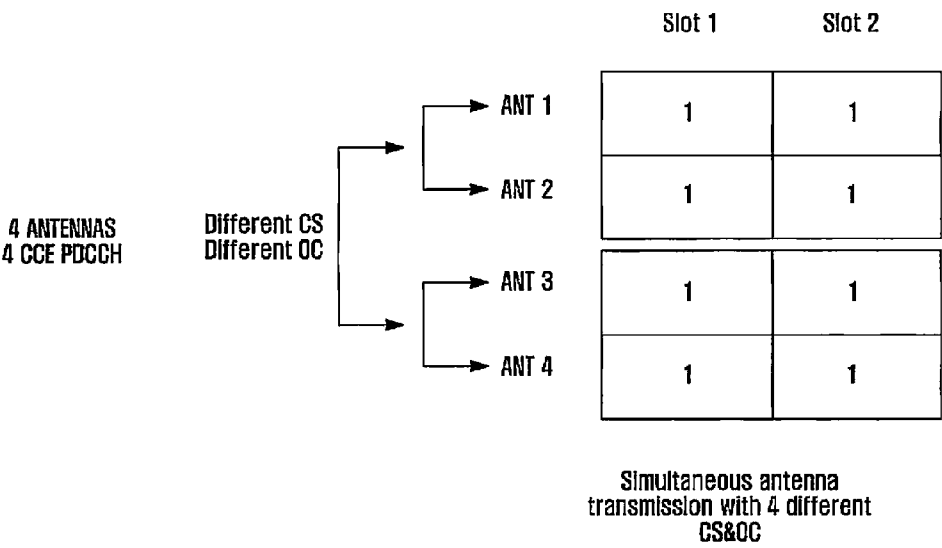 Slot 1 Slot 2
ANT 1 1 1
ANT 2 1 1
4 ANTENNAS
4 CCE PDCCH
Different CS
Different OC
ANT 3 1 1
ANT 4 1 1
Simultaneous antenna
transmission with 4 different
CS&OC